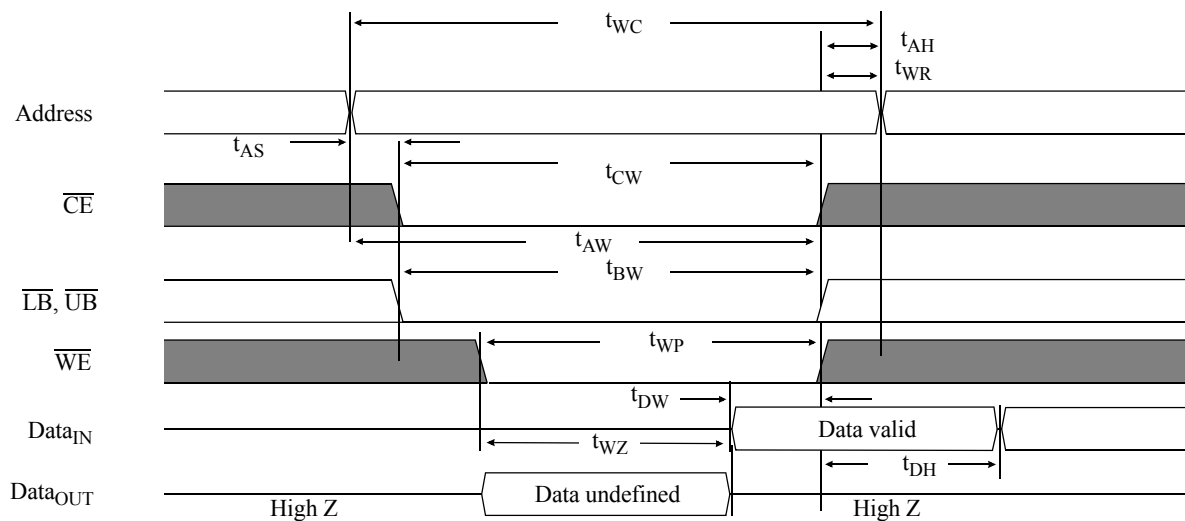 tWC
tAH
tWR
Address
tAS
tCW
CE
tAW
tBW
LB, UB
tWP
WE
tDW
DataIN
Data valid
tWZ
tDH
DataOUT
Data undefined
High Z
High Z